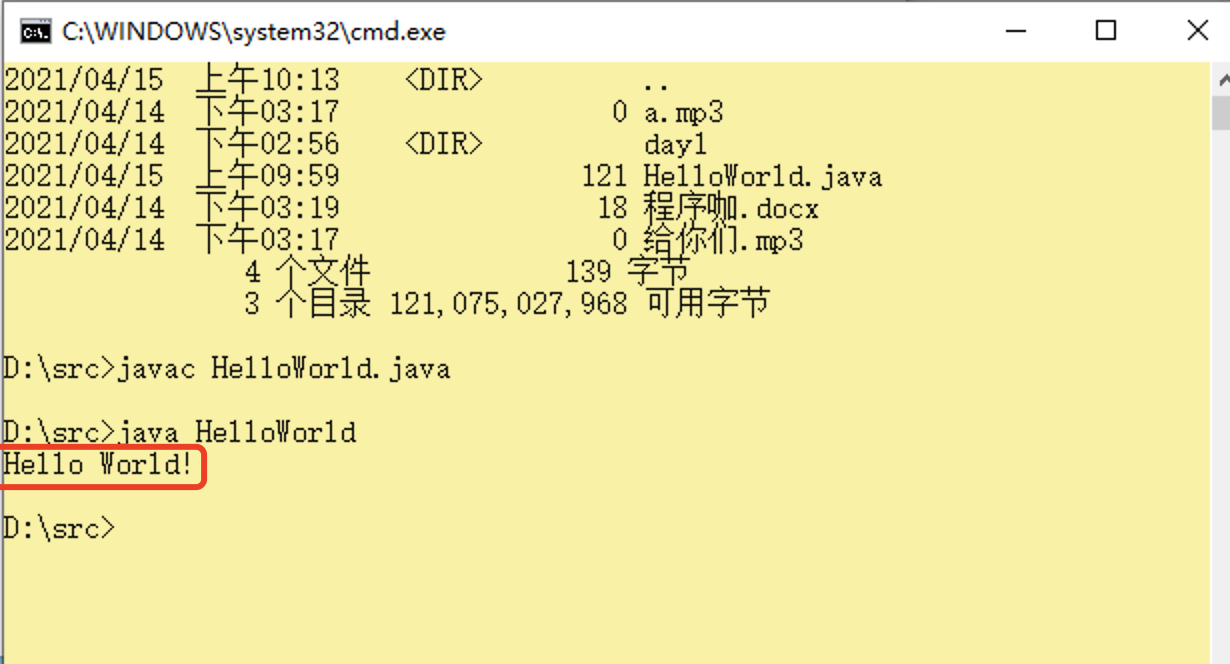 C:\WINDOWS\system32\cmd.exe
2021/04/15  上午10:13    <DIR>          ..
2021/04/14  下午03:17                 0 a.mp3
2021/04/14  下午02:56    <DIR>          day1
2021/04/15  上午09:59               121 HelloWorld.java
2021/04/14  下午03:19                18 程序咖.docx
2021/04/14  下午03:17                 0 给你们.mp3
               4 个文件            139 字节
               3 个目录 121,075,027,968 可用字节
D:\src>javac HelloWorld.java
D:\src>java HelloWorld
Hello World!
D:\src>